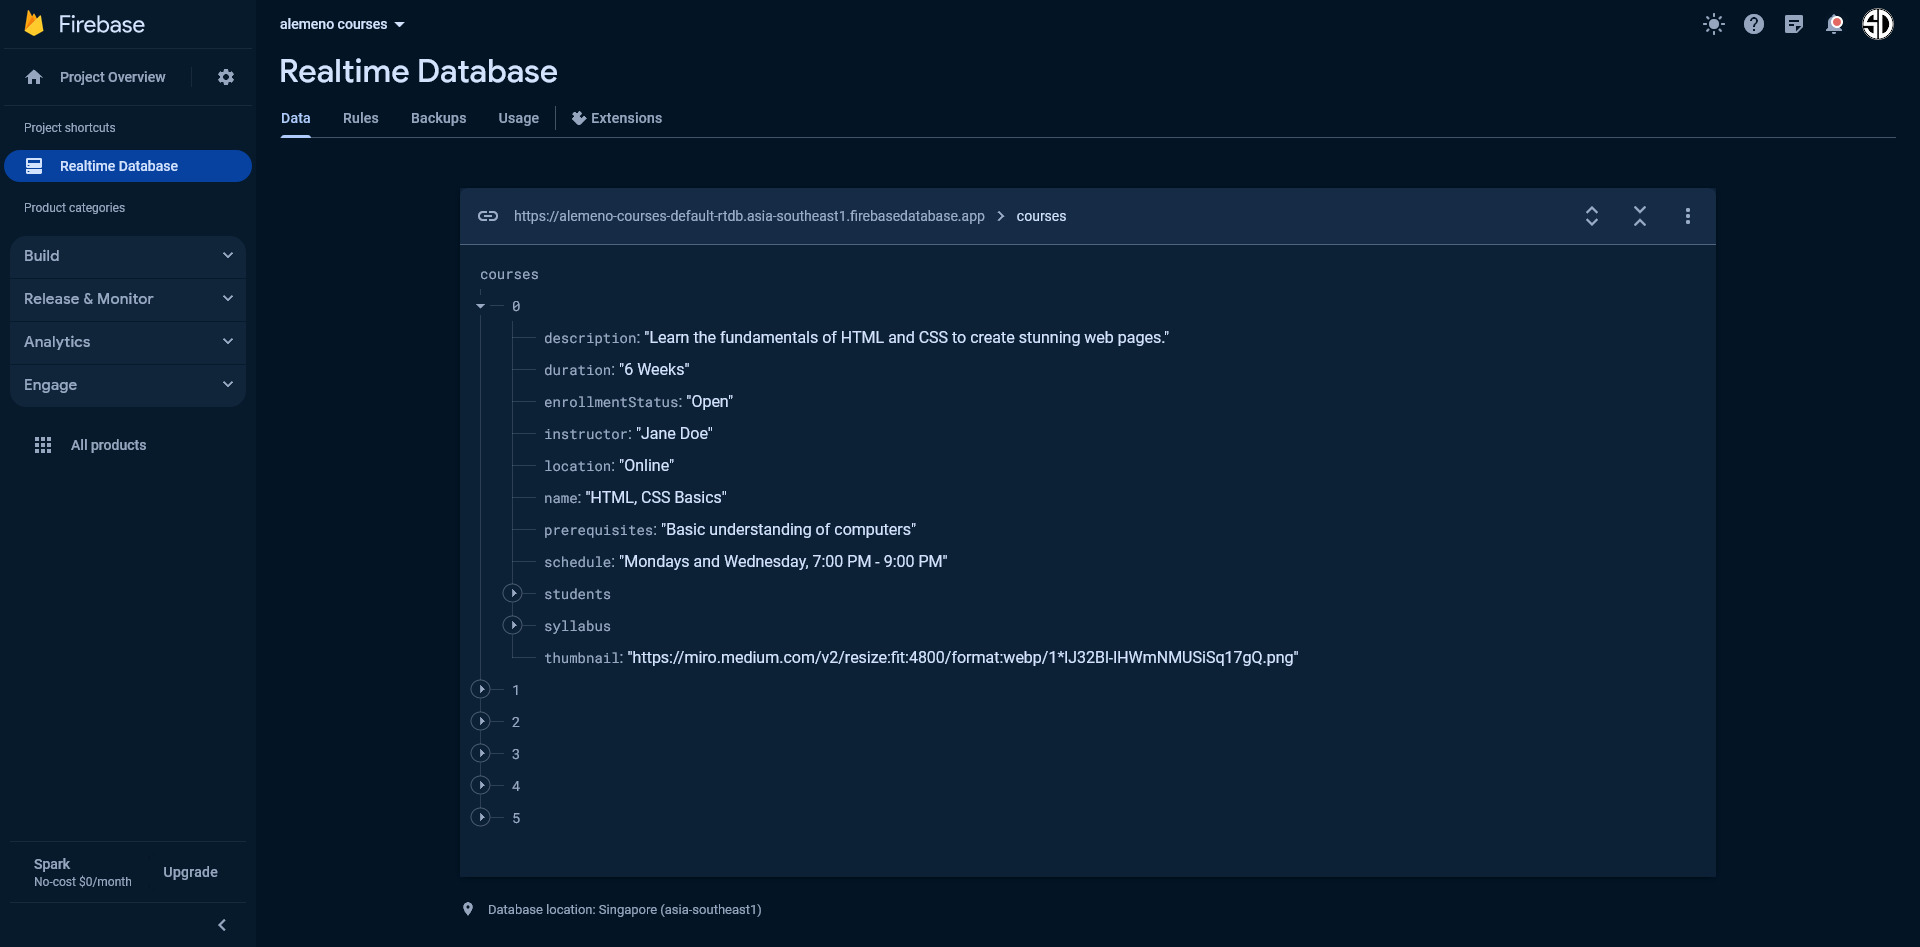 Firebase
Project Overview
Project shortcuts
Realtime Database
Product categories
Build
Release & Monitor
Analytics
Engage
All products
Spark
No-cost $0/month
Upgrade
alemeno courses
SD
Realtime Database
Data Rules Backups Usage Extensions
https://alemeno-courses-default-rtdb.asia-southeast1.firebasedatabase.app > courses
courses
0
description: "Learn the fundamentals of HTML and CSS to create stunning web pages."
duration: "6 Weeks"
enrollmentStatus: "Open"
instructor: "Jane Doe"
location: "Online"
name: "HTML, CSS Basics"
prerequisites: "Basic understanding of computers"
schedule: "Mondays and Wednesday, 7:00 PM - 9:00 PM"
students
syllabus
thumbnail: "https://miro.medium.com/v2/resize:fit:4800/format:webp/1*lJ32Bl-lHWmNMUSiSq17gQ.png"
1
2
3
4
5
Database location: Singapore (asia-southeast1)